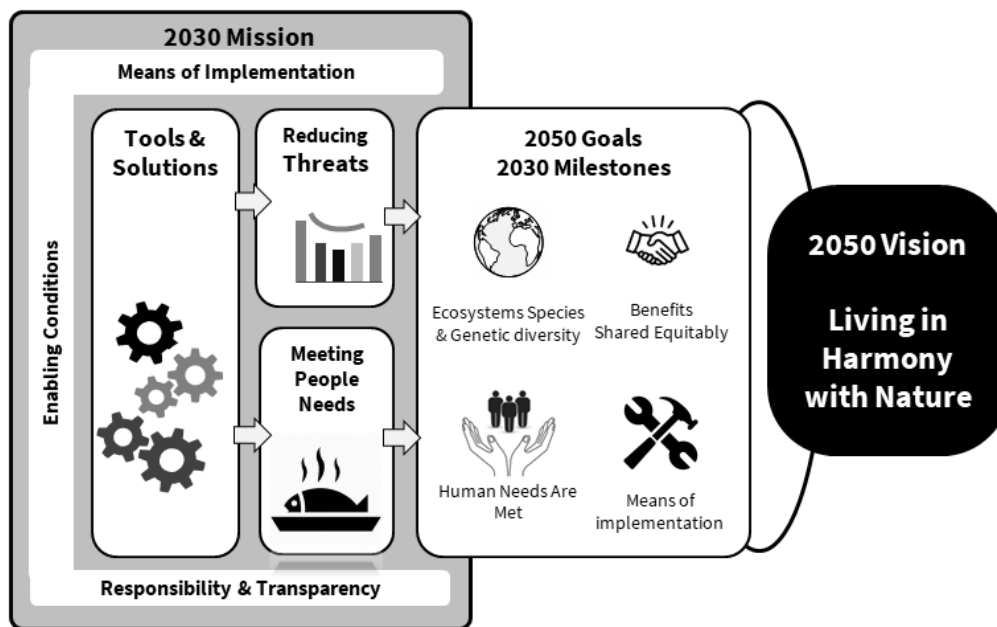 2030 Mission
Means of Implementation
Enabling Conditions
Tools &
Solutions
Reducing
Threats
Meeting
People
Needs
Responsibility & Transparency
2050 Goals
2030 Milestones
Ecosystems Species
& Genetic diversity
Benefits
Shared Equitably
Human Needs Are
Met
Means of
implementation
2050 Vision
Living in
Harmony
with Nature